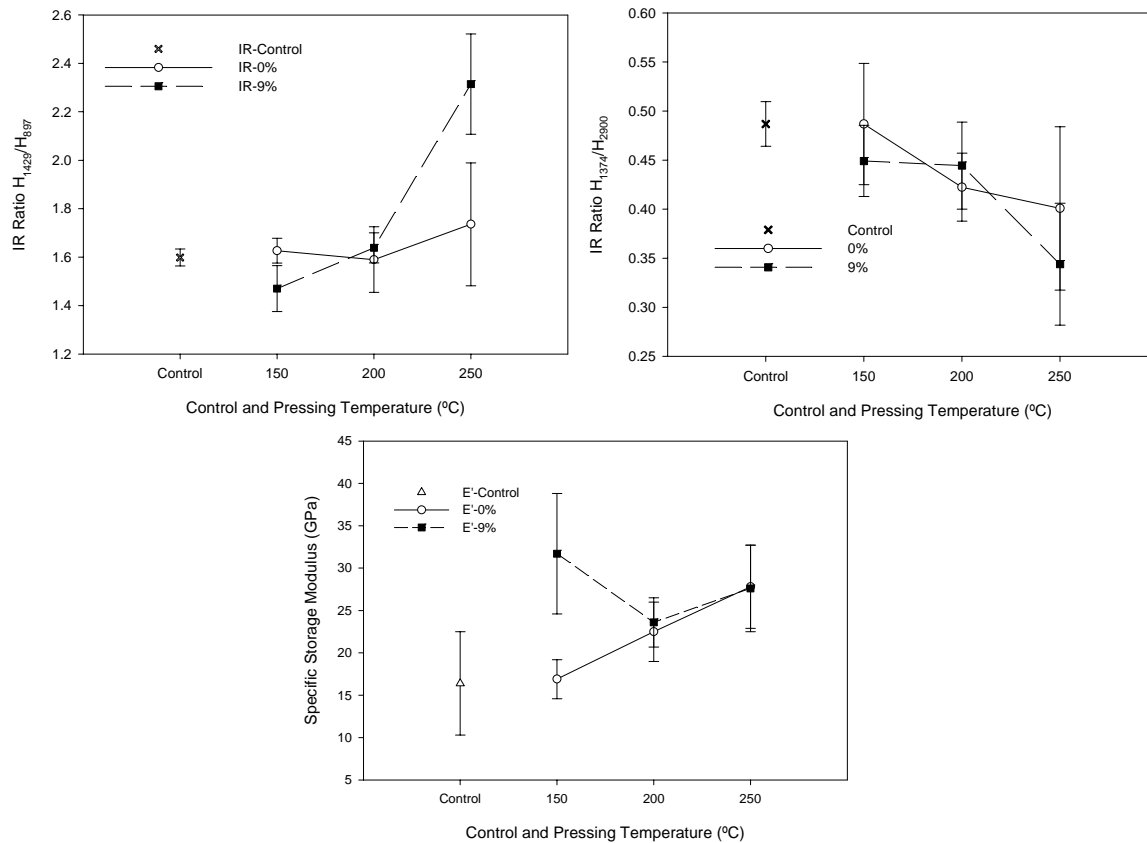 2.6
2.4
2.2
2.0
1.8
1.6
1.4
1.2
IR Ratio H1429/H897
IR-Control
IR-0%
IR-9%
Control 150 200 250
Control and Pressing Temperature (ºC)
0.60
0.55
0.50
0.45
0.40
0.35
0.30
0.25
IR Ratio H1374/H2900
Control
0%
9%
Control 150 200 250
Control and Pressing Temperature (ºC)
45
40
35
30
25
20
15
10
5
Specific Storage Modulus (GPa)
E'-Control
E'-0%
E'-9%
Control 150 200 250
Control and Pressing Temperature (ºC)